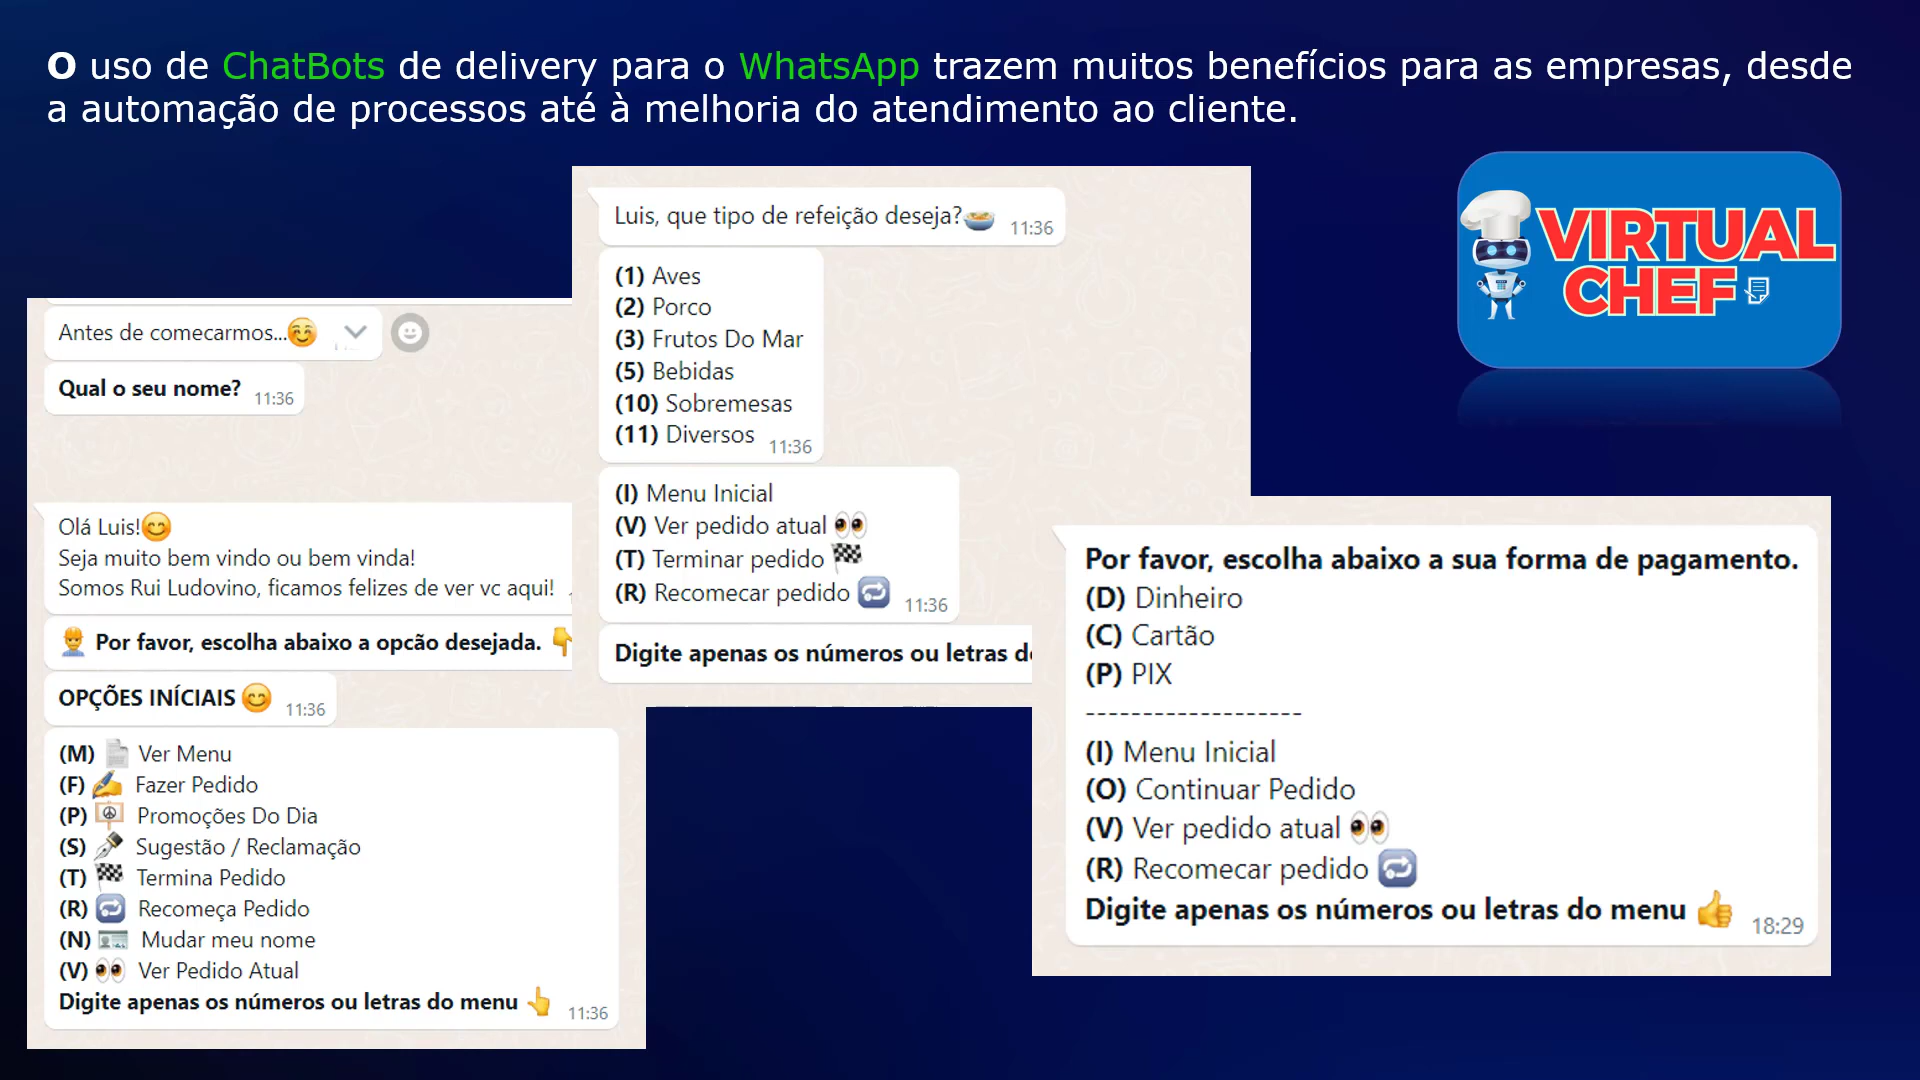 O uso de ChatBots de delivery para o WhatsApp trazem muitos benefícios para as empresas, desde
a automação de processos até à melhoria do atendimento ao cliente.
VIRTUAL
CHEF
Antes de comecarmos...😊
Qual o seu nome? 11:36
Olá Luis!😊
Seja muito bem vindo ou bem vinda!
Somos Rui Ludovino, ficamos felizes de ver vc aqui!
👷 Por favor, escolha abaixo a opcão desejada. 👇
OPÇÕES INÍCIAIS 😊 11:36
(M) 📄 Ver Menu
(F) ✍️ Fazer Pedido
(P) 🪧 Promoções Do Dia
(S) ✒️ Sugestão / Reclamação
(T) 🏁 Termina Pedido
(R) 🔁 Recomeça Pedido
(N) 🪪 Mudar meu nome
(V) 👀 Ver Pedido Atual
Digite apenas os números ou letras do menu 👆 11:36
Luis, que tipo de refeição deseja?🍲 11:36
(1) Aves
(2) Porco
(3) Frutos Do Mar
(5) Bebidas
(10) Sobremesas
(11) Diversos 11:36
(I) Menu Inicial
(V) Ver pedido atual 👀
(T) Terminar pedido 🏁
(R) Recomecar pedido 🔁 11:36
Digite apenas os números ou letras d
Por favor, escolha abaixo a sua forma de pagamento.
(D) Dinheiro
(C) Cartão
(P) PIX
-------------------
(I) Menu Inicial
(O) Continuar Pedido
(V) Ver pedido atual 👀
(R) Recomecar pedido 🔁
Digite apenas os números ou letras do menu 👍 18:29